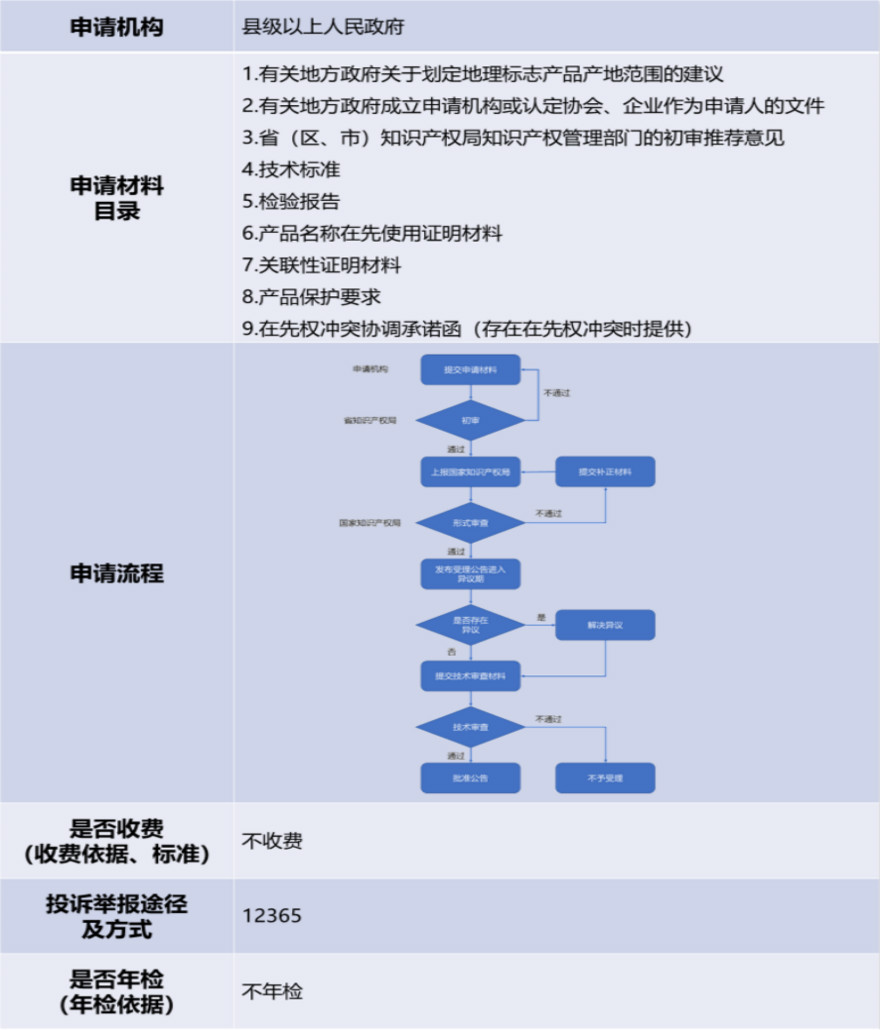 申请机构
县级以上人民政府
申请材料
目录
1.有关地方政府关于划定地理标志产品产地范围的建议
2.有关地方政府成立申请机构或认定协会、企业作为申请人的文件
3.省（区、市）知识产权局知识产权管理部门的初审推荐意见
4.技术标准
5.检验报告
6.产品名称在先使用证明材料
7.关联性证明材料
8.产品保护要求
9.在先权冲突协调承诺函（存在在先权冲突时提供）
申请流程
申请机构
提交申请材料
不通过
省知识产权局
初审
通过
上报国家知识产权局
提交补正材料
国家知识产权局
形式审查
不通过
通过
发布受理公告进入
异议期
是否存在
异议
是
解决异议
否
提交技术审查材料
技术审查
不通过
通过
批准公告
不予受理
是否收费
（收费依据、标准）
不收费
投诉举报途径
及方式
12365
是否年检
（年检依据）
不年检